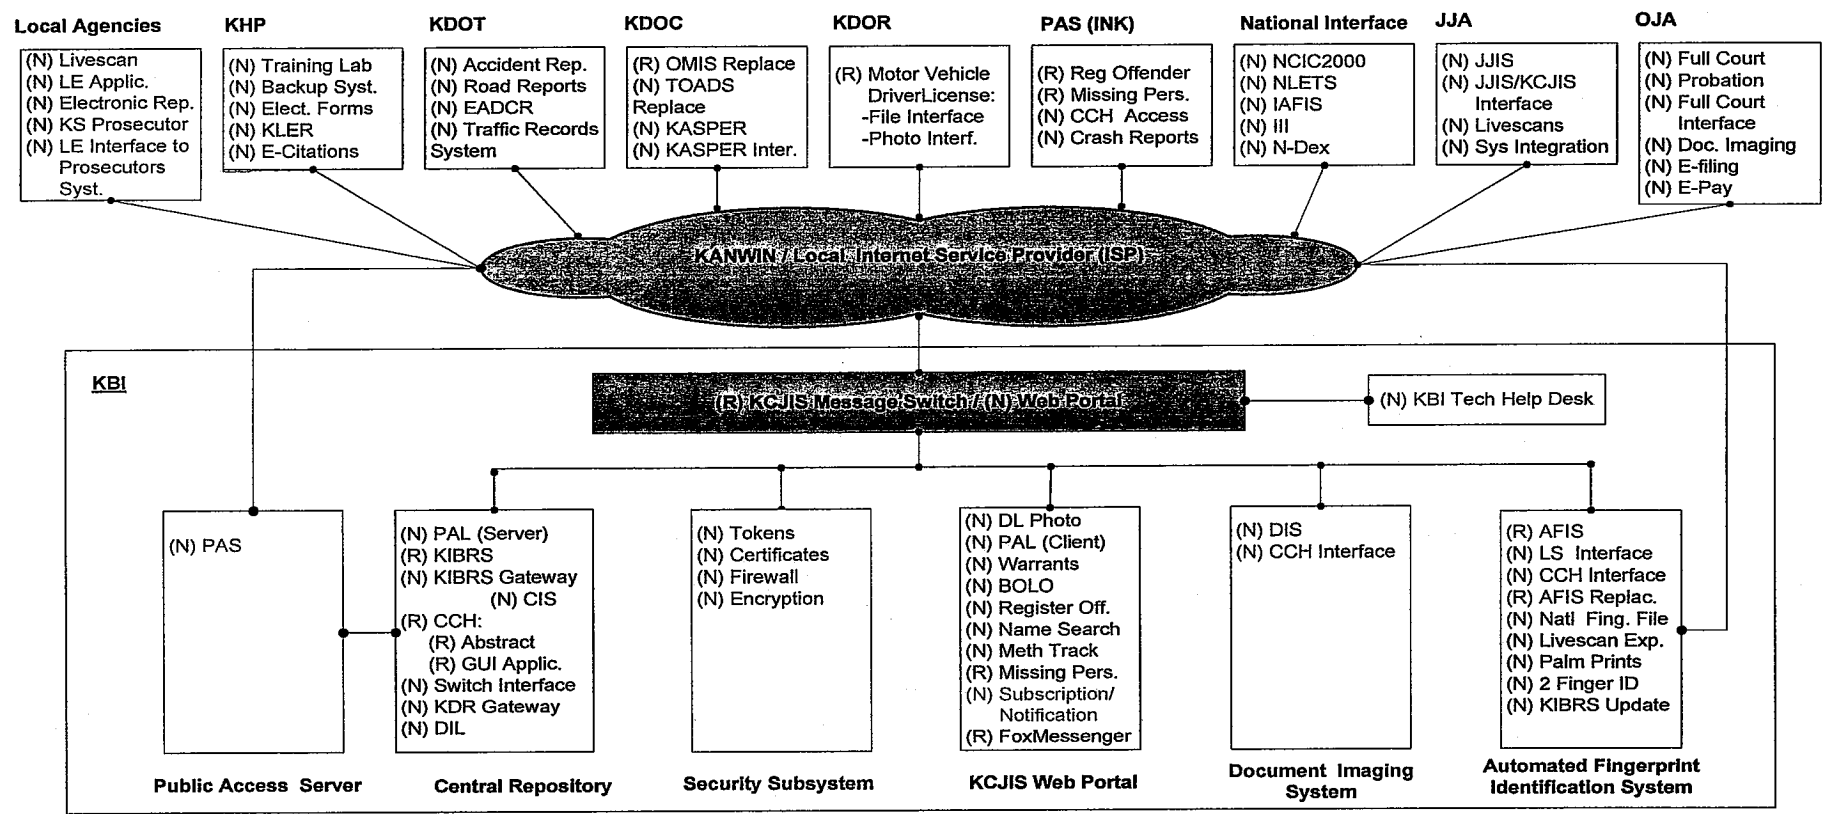 Local Agencies
(N) Livescan
(N) LE Applic.
(N) Electronic Rep.
(N) KS Prosecutor
(N) LE Interface to
Prosecutors
Syst.
KHP
(N) Training Lab
(N) Backup Syst.
(N) Elect. Forms
(N) KLER
(N) E-Citations
KDOT
(N) Accident Rep.
(N) Road Reports
(N) EADCR
(N) Traffic Records
System
KDOC
(R) OMIS Replace
(N) TOADS
Replace
(N) KASPER
(N) KASPER Inter.
KDOR
(R) Motor Vehicle
DriverLicense:
-File Interface
-Photo Interf.
PAS (INK)
(R) Reg Offender
(R) Missing Pers.
(N) CCH Access
(N) Crash Reports
National Interface
(N) NCIC2000
(N) NLETS
(N) IAFIS
(N) III
(N) N-Dex
JJA
(N) JJIS
(N) JJIS/KCJIS
Interface
(N) Livescans
(N) Sys Integration
OJA
(N) Full Court
(N) Probation
(N) Full Court
Interface
(N) Doc. Imaging
(N) E-filing
(N) E-Pay
KANWIN / Local Internet Service Provider (ISP)
KBI
(R) KCJIS Message Switch / (N) Web Portal
(N) KBI Tech Help Desk
(N) PAS
Public Access Server
(N) PAL (Server)
(R) KIBRS
(N) KIBRS Gateway
(N) CIS
(R) CCH:
(R) Abstract
(R) GUI Applic.
(N) Switch Interface
(N) KDR Gateway
(N) DIL
Central Repository
(N) Tokens
(N) Certificates
(N) Firewall
(N) Encryption
Security Subsystem
(N) DL Photo
(N) PAL (Client)
(N) Warrants
(N) BOLO
(N) Register Off.
(N) Name Search
(N) Meth Track
(R) Missing Pers.
(N) Subscription/
Notification
(R) FoxMessenger
KCJIS Web Portal
(N) DIS
(N) CCH Interface
Document Imaging
System
(R) AFIS
(N) LS Interface
(N) CCH Interface
(R) AFIS Replac.
(N) Natl Fing. File
(N) Livescan Exp.
(N) Palm Prints
(N) 2 Finger ID
(N) KIBRS Update
Automated Fingerprint
Identification System